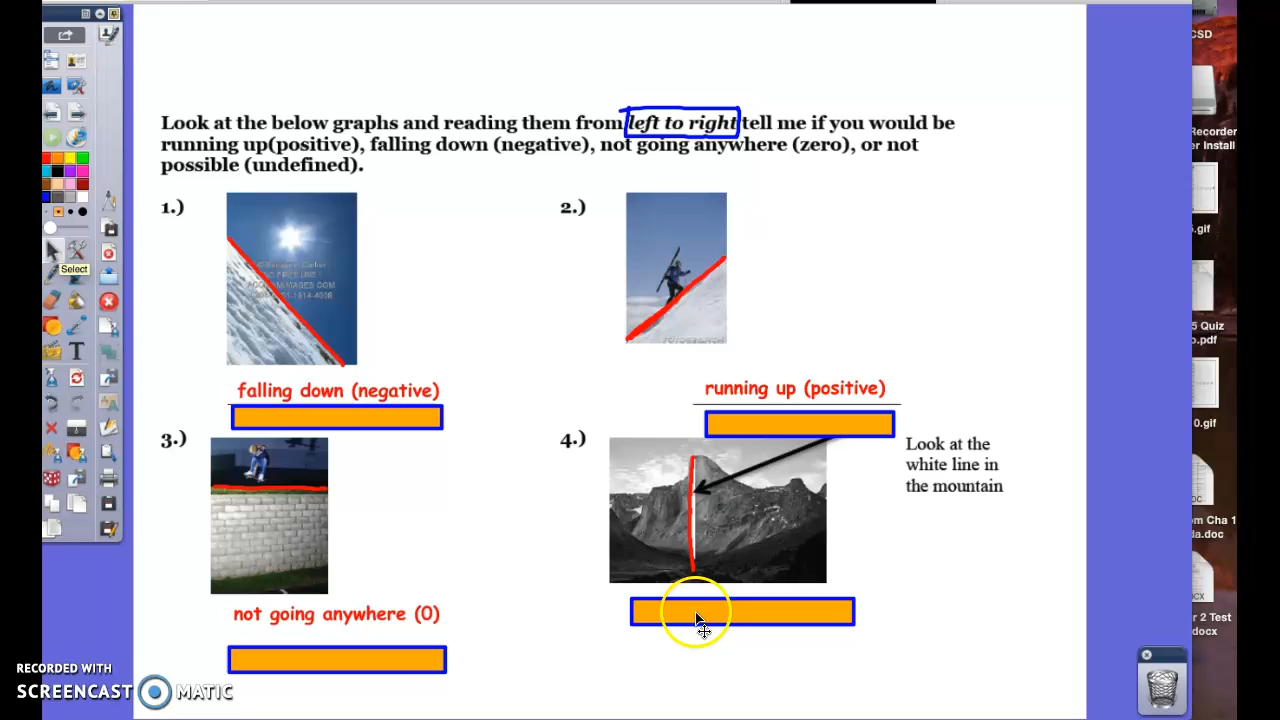 CSD
Look at the below graphs and reading them from left to right tell me if you would be
running up(positive), falling down (negative), not going anywhere (zero), or not
possible (undefined).
Recorder
er Install
1.)
2.)
.gif
Select
5 Quiz
o.pdf
falling down (negative)
running up (positive)
0.gif
3.)
4.)
Look at the
white line in
the mountain
om Cha 1
da.doc
not going anywhere (0)
r 2 Test
docx
RECORDED WITH
SCREENCAST MATIC